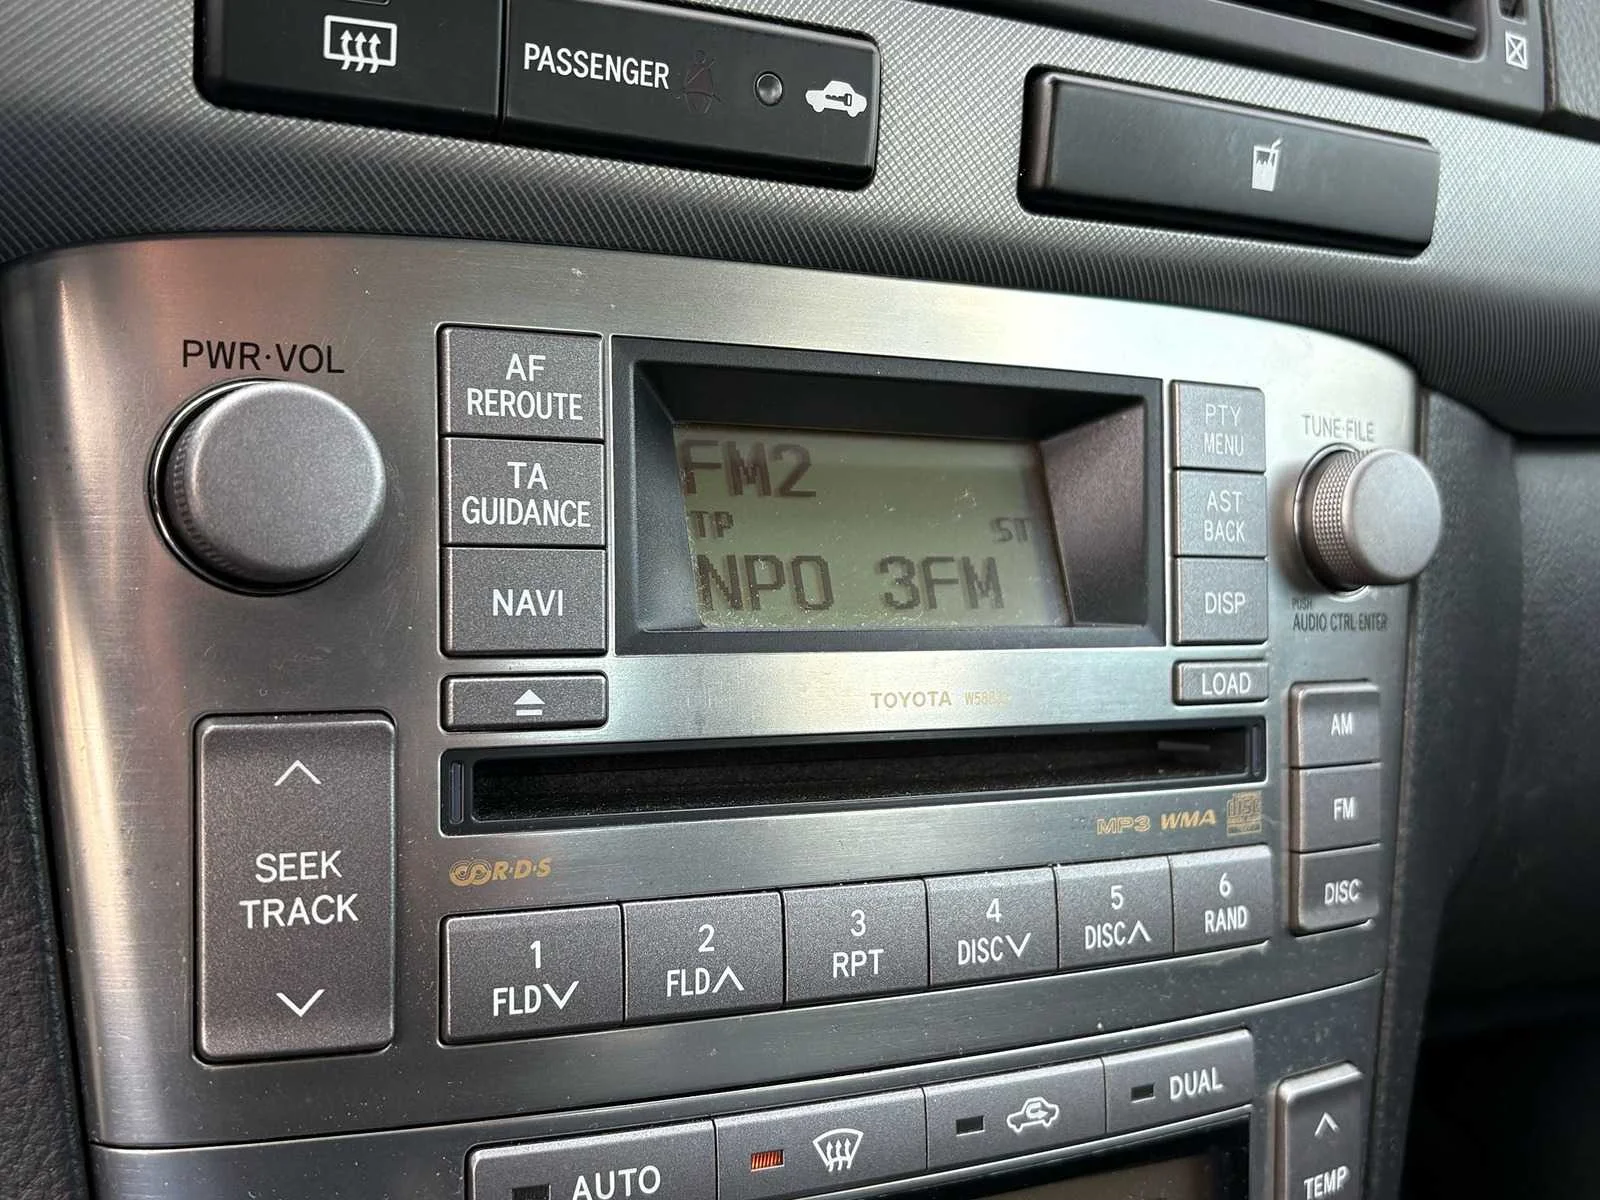 PASSENGER
PWR·VOL
AF
REROUTE
TA
GUIDANCE
NAVI
FM2
TP
ST
NPO 3FM
PTY
MENU
AST
BACK
DISP
TUNE·FILE
PUSH
AUDIO CTRL·ENTER
LOAD
TOYOTA
AM
FM
DISC
MP3 WMA
R·D·S
SEEK
TRACK
1
FLD
2
FLD
3
RPT
4
DISC
5
DISC
6
RAND
AUTO
DUAL
TEMP